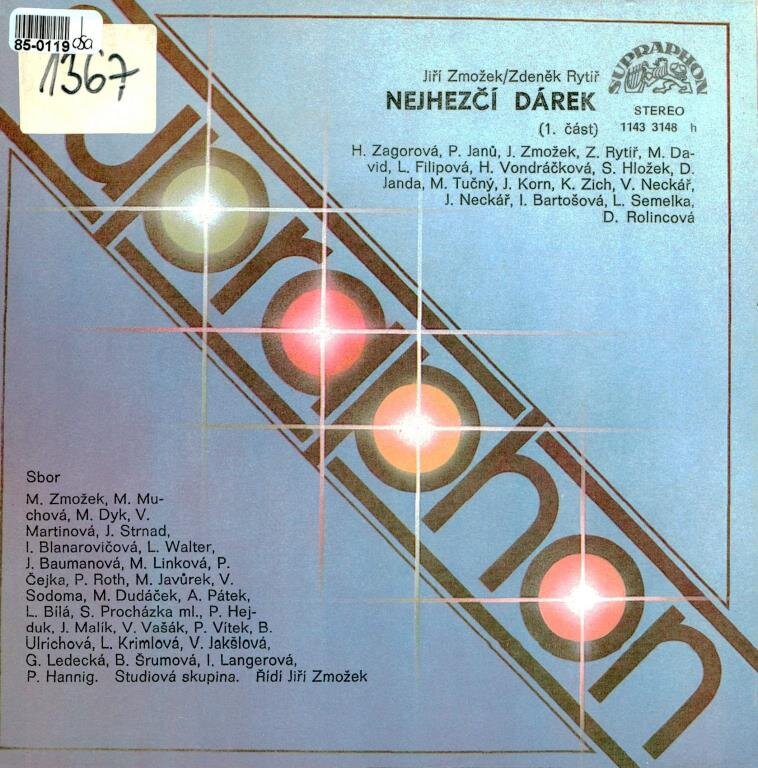 85-0119 osa
1367
SUPRAPHON
Jiří Zmožek/Zdeněk Rytíř
NEJHEZČÍ DÁREK
STEREO
(1. část)
1143 3148 h
H. Zagorová, P. Janů, J. Zmožek, Z. Rytíř, M. Da-
vid, L. Filipová, H. Vondráčková, S. Hložek, D.
Janda, M. Tučný, J. Korn, K. Zich, V. Neckář,
J. Neckář, I. Bartošová, L. Semelka,
D. Rolincová
supraphon
Sbor
M. Zmožek, M. Mu-
chová, M. Dyk, V.
Martinová, J. Strnad,
I. Blanarovičová, L. Walter,
J. Baumanová, M. Linková, P.
Čejka, P. Roth, M. Javůrek, V.
Sodoma, M. Dudáček, A. Pátek,
L. Bílá, S. Procházka ml., P. Hej-
duk, J. Malík, V. Vašák, P. Vítek, B.
Ulrichová, L. Krimlová, V. Jakšlová,
G. Ledecká, B. Šrumová, I. Langerová,
P. Hannig. Studiová skupina. Řídí Jiří Zmožek